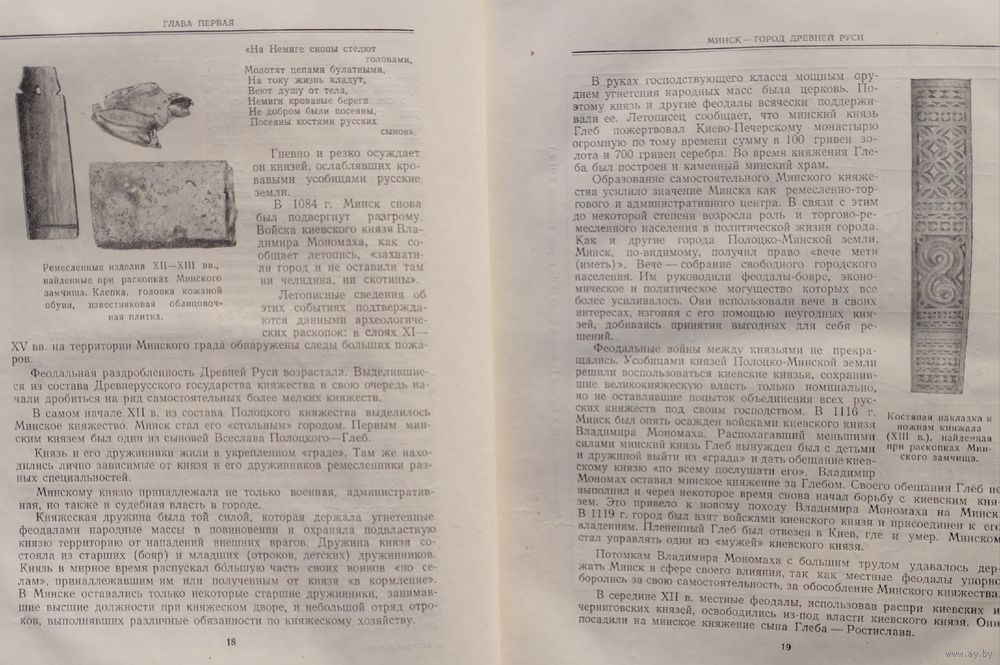 ГЛАВА ПЕРВАЯ
«На Немиге снопы стелют
головами,
Молотят цепами булатными,
На току жизнь кладут,
Веют душу от тела,
Немиги кровавые берега
Не добром были посеяны,
Посеяны костями русских
сынов».
Гневно и резко осуждает
он князей, ослаблявших кро-
вавыми усобицами русские
земли.
В 1084 г. Минск снова
был подвергнут разгрому.
Войска киевского князя Вла-
димира Мономаха, как со-
общает летопись, «захвати-
ли город и не оставили там
ни челядина, ни скотины».
Летописные сведения об
этих событиях подтвержда-
ются данными археологиче-
ских раскопок: в слоях XI—
XV вв. на территории Минского града обнаружены следы больших пожа-
ров.
Ремесленные изделия XII—XIII вв.,
найденные при раскопках Минского
замчища. Клепка, головка кожаной
обуви, известняковая облицовоч-
ная плитка.
Феодальная раздробленность Древней Руси возрастала. Выделившие-
ся из состава Древнерусского государства княжества в свою очередь на-
чали дробиться на ряд самостоятельных более мелких княжеств.
В самом начале XII в. из состава Полоцкого княжества выделилось
Минское княжество. Минск стал его «стольным» городом. Первым мин-
ским князем был один из сыновей Всеслава Полоцкого—Глеб.
Князь и его дружинники жили в укрепленном «граде». Там же нахо-
дились лично зависимые от князя и его дружинников ремесленники раз-
ных специальностей.
Минскому князю принадлежала не только военная, административ-
ная, но также и судебная власть в городе.
Княжеская дружина была той силой, которая держала угнетенные
феодалами народные массы в повиновении и охраняла подвластную
князю территорию от нападений внешних врагов. Дружина князя со-
стояла из старших (бояр) и младших (отроков, детских) дружинников.
Князь в мирное время распускал бóльшую часть своих воинов «по се-
лам», принадлежавшим им или полученным от князя «в кормление».
В Минске оставались только некоторые старшие дружинники, занимав-
шие высшие должности при княжеском дворе, и небольшой отряд отро-
ков, выполнявших различные обязанности по княжескому хозяйству.
18
МИНСК — ГОРОД ДРЕВНЕЙ РУСИ
В руках господствующего класса мощным ору-
дием угнетения народных масс была церковь. По-
этому князь и другие феодалы всячески поддержи-
вали ее. Летописец сообщает, что минский князь
Глеб пожертвовал Киево-Печерскому монастырю
огромную по тому времени сумму в 100 гривен зо-
лота и 700 гривен серебра. Во время княжения Гле-
ба был построен и каменный минский храм.
Образование самостоятельного Минского княже-
ства усилило значение Минска как ремесленно-тор-
гового и административного центра. В связи с этим
до некоторой степени возросла роль и торгово-ре-
месленного населения в политической жизни города.
Как и другие города Полоцко-Минской земли,
Минск, по-видимому, получил право «вече мети
(иметь)». Вече — собрание свободного городского
населения. Им руководили феодалы-бояре, эконо-
мическое и политическое могущество которых все
более усиливалось. Они использовали вече в своих
интересах, изгоняя с его помощью неугодных кня-
зей, добиваясь принятия выгодных для себя ре-
шений.
Феодальные войны между князьями не прекра-
щались. Усобицами князей Полоцко-Минской земли
решили воспользоваться киевские князья, сохранив-
шие великокняжескую власть только номинально,
но не оставлявшие попыток объединения всех рус-
ских княжеств под своим господством. В 1116 г.
Минск был опять осажден войсками киевского князя
Владимира Мономаха. Располагавший меньшими
силами минский князь Глеб вынужден был с детьми
и дружиной выйти из «града» и дать обещание киев-
скому князю «по всему послушати его». Владимир
Мономах оставил минское княжение за Глебом. Своего обещания Глеб не
выполнил и через некоторое время снова начал борьбу с киевским кня-
зем. Это привело к новому походу Владимира Мономаха на Минск.
В 1119 г. город был взят войсками киевского князя и присоединен к его
владениям. Плененный Глеб был отвезен в Киев, где и умер. Минском
стал управлять один из «мужей» киевского князя.
Костяная накладка к
ножнам кинжала
(XIII в.), найденная
при раскопках Мин-
ского замчища.
Потомкам Владимира Мономаха с большим трудом удавалось дер-
жать Минск в сфере своего влияния, так как местные феодалы упорно
боролись за свою самостоятельность, за обособление Минского княжества.
В середине XII в. местные феодалы, использовав распри киевских и
черниговских князей, освободились из-под власти киевского князя. Они
посадили на минское княжение сына Глеба — Ростислава.
19
www.ay.by